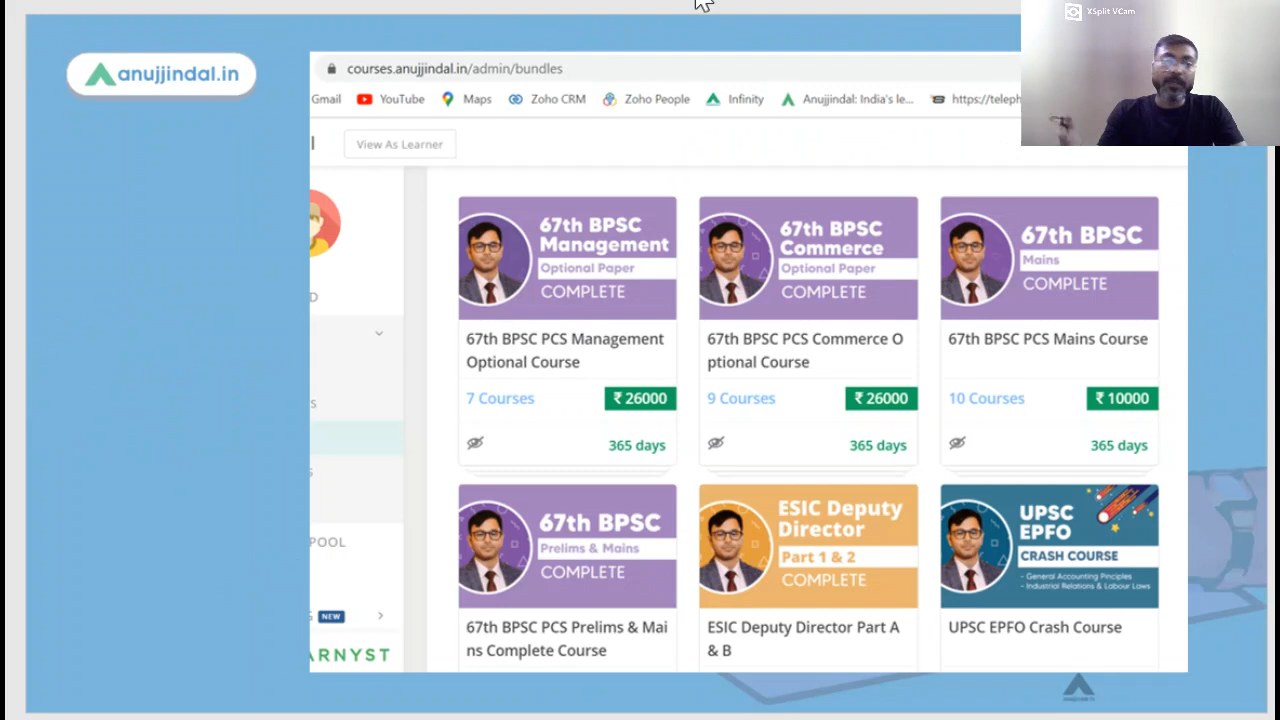 XSplit VCam
anujjindal.in
courses.anujjindal.in/admin/bundles
Gmail YouTube Maps Zoho CRM Zoho People Infinity Anujjindal: India's le... https://teleph
View As Learner
67th BPSC
Management
Optional Paper
COMPLETE
67th BPSC PCS Management
Optional Course
7 Courses ₹ 26000
365 days
67th BPSC
Commerce
Optional Paper
COMPLETE
67th BPSC PCS Commerce O
ptional Course
9 Courses ₹ 26000
365 days
67th BPSC
Mains
COMPLETE
67th BPSC PCS Mains Course
10 Courses ₹ 10000
365 days
D
S
POOL
NEW
ARNYST
67th BPSC
Prelims & Mains
COMPLETE
67th BPSC PCS Prelims & Mai
ns Complete Course
ESIC Deputy
Director
Part 1 & 2
COMPLETE
ESIC Deputy Director Part A
& B
UPSC
EPFO
CRASH COURSE
- General Accounting Pinciples
- Industrial Relations & Labour Laws
UPSC EPFO Crash Course
anujjindal.in